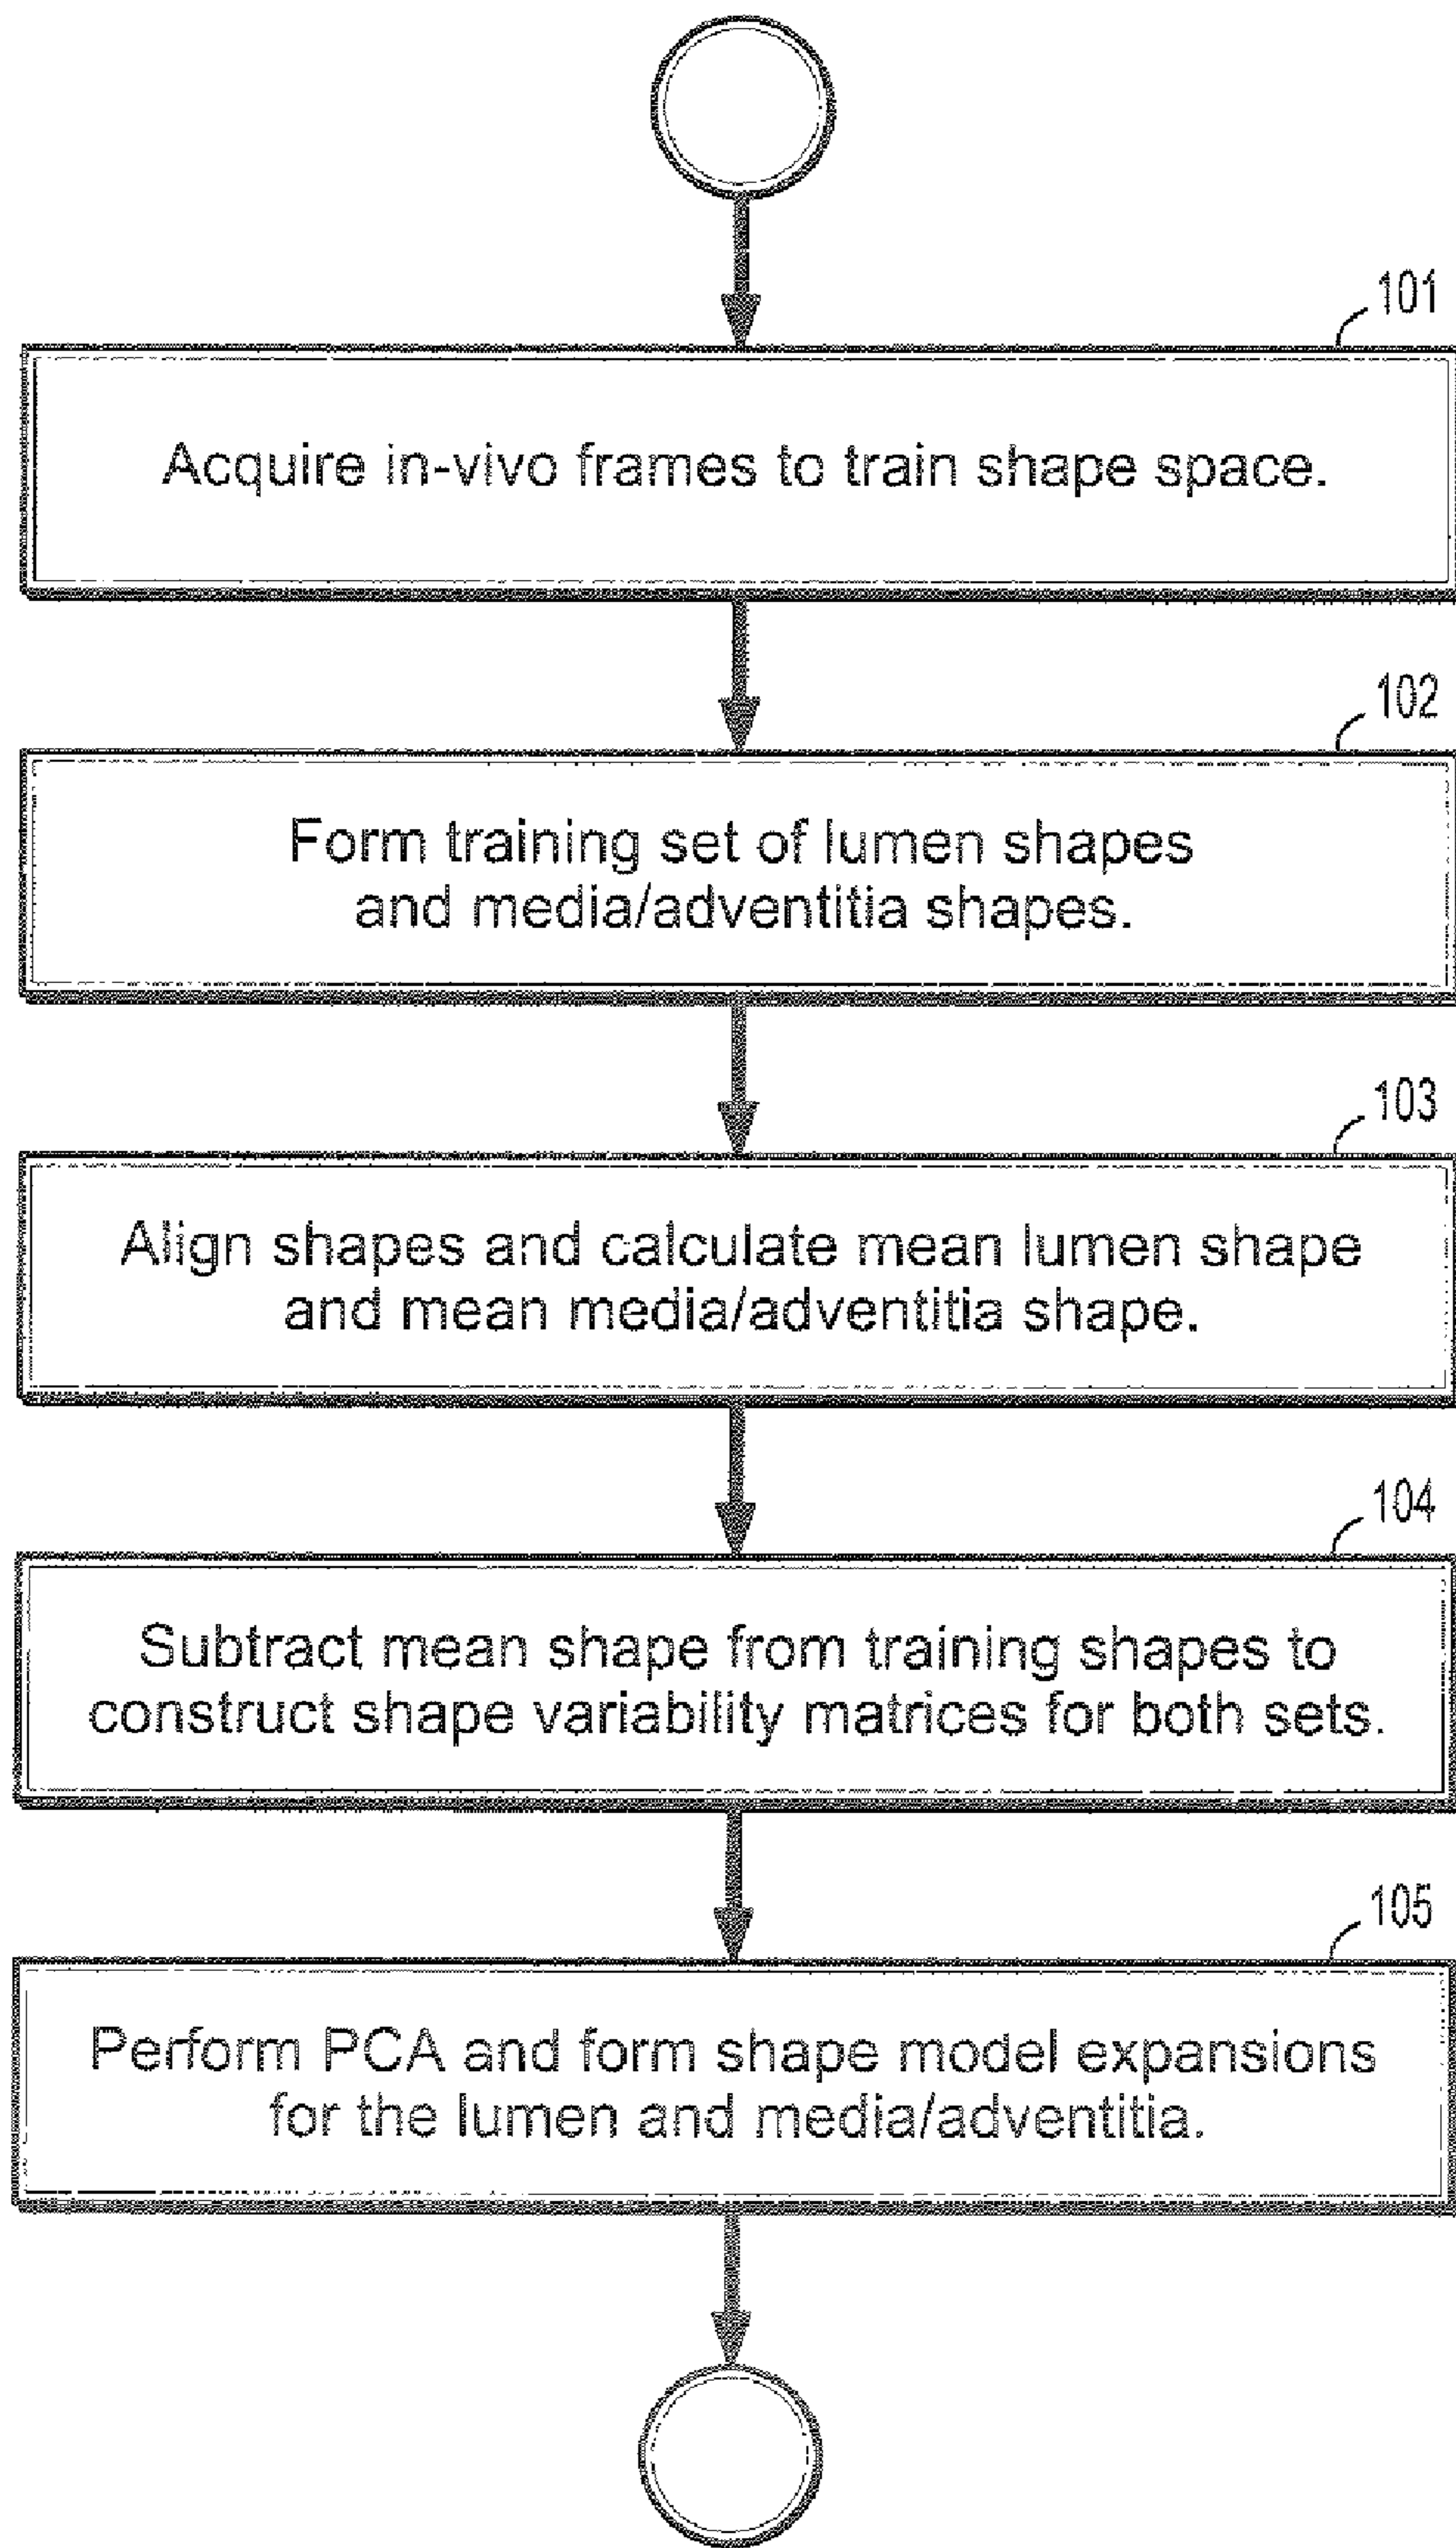 101
Acquire in-vivo frames to train shape space.
102
Form training set of lumen shapes
and media/adventitia shapes.
103
Align shapes and calculate mean lumen shape
and mean media/adventitia shape.
104
Subtract mean shape from training shapes to
construct shape variability matrices for both sets.
105
Perform PCA and form shape model expansions
for the lumen and media/adventitia.